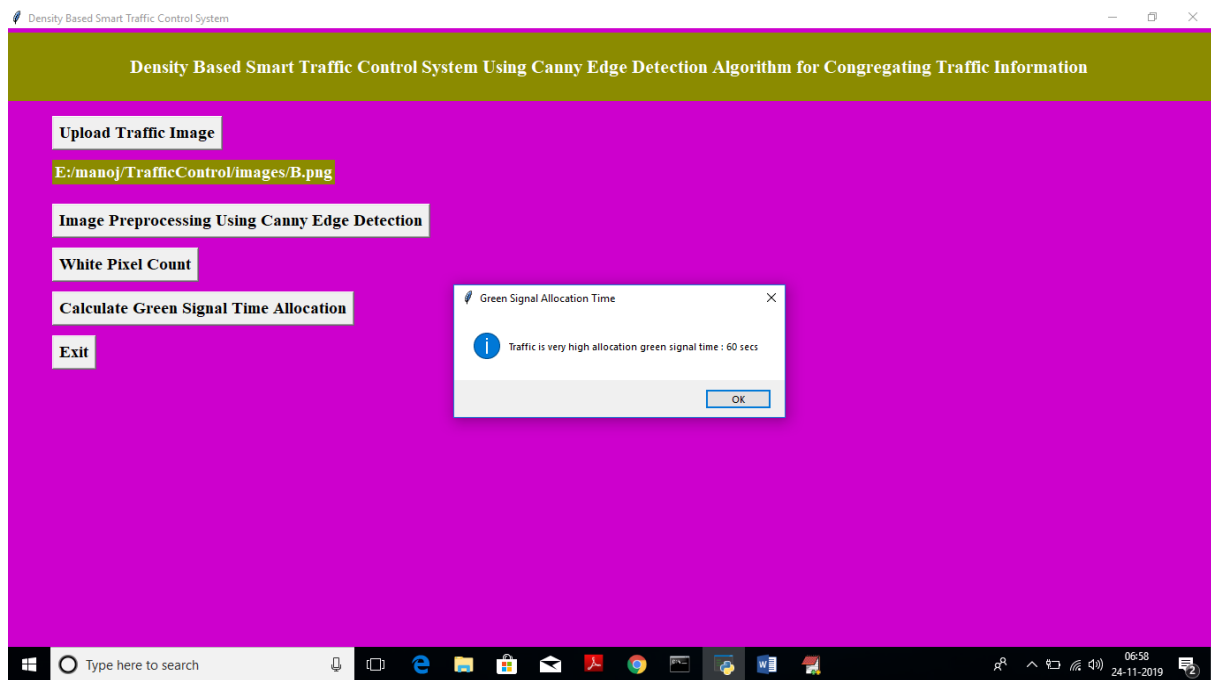 Density Based Smart Traffic Control System
Density Based Smart Traffic Control System Using Canny Edge Detection Algorithm for Congregating Traffic Information
Upload Traffic Image
E:/manoj/TrafficControl/images/B.png
Image Preprocessing Using Canny Edge Detection
White Pixel Count
Calculate Green Signal Time Allocation
Exit
Green Signal Allocation Time
Traffic is very high allocation green signal time : 60 secs
OK
Type here to search
06:58
24-11-2019
2